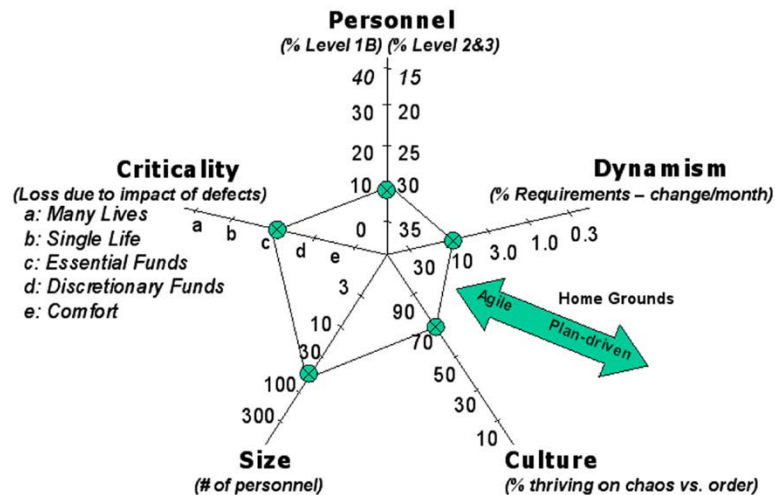 Personnel
(% Level 1B) (% Level 2&3)
40 15
30 20
20 25
10 30
0 35
Criticality
(Loss due to impact of defects)
a b c d e
a: Many Lives
b: Single Life
c: Essential Funds
d: Discretionary Funds
e: Comfort
Dynamism
(% Requirements – change/month)
30 10 3.0 1.0 0.3
Agile
Home Grounds
Plan-driven
3
10
30
100
300
90
70
50
30
10
Size
(# of personnel)
Culture
(% thriving on chaos vs. order)